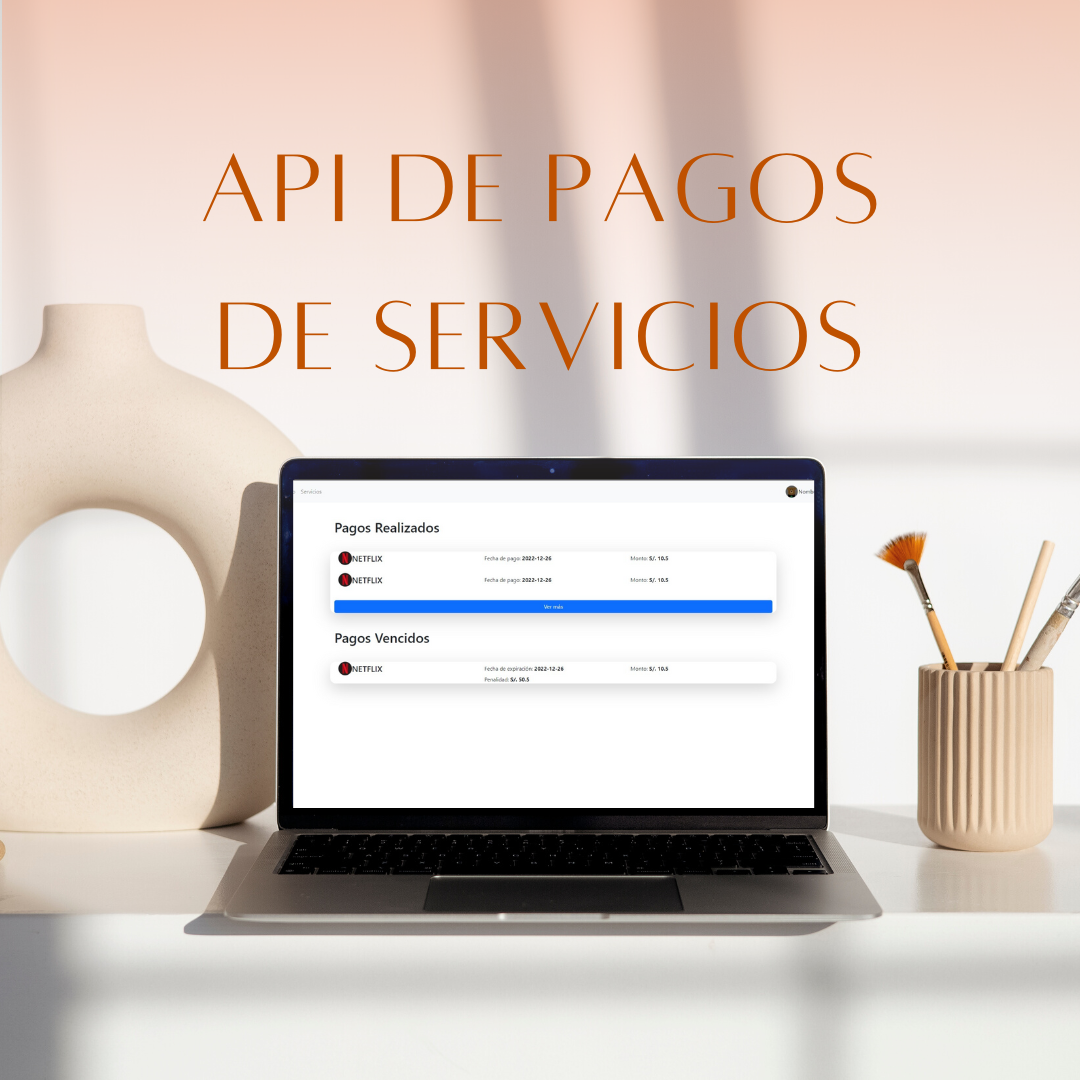 API DE PAGOS
DE SERVICIOS
Servicios
Pagos Realizados
NETFLIX Fecha de pago: 2022-12-26 Monto: S/. 10.5
NETFLIX Fecha de pago: 2022-12-26 Monto: S/. 10.5
Ver más
Pagos Vencidos
NETFLIX Fecha de expiración: 2022-12-26 Monto: S/. 10.5
Penalidad: S/. 50.5